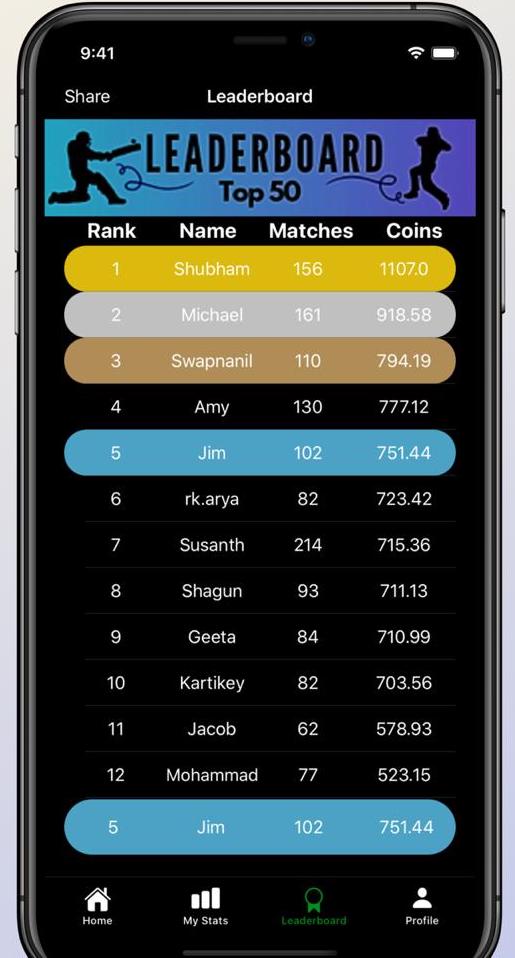 9:41
Share Leaderboard
LEADERBOARD
Top 50
Rank Name Matches Coins
1 Shubham 156 1107.0
2 Michael 161 918.58
3 Swapnanil 110 794.19
4 Amy 130 777.12
5 Jim 102 751.44
6 rk.arya 82 723.42
7 Susanth 214 715.36
8 Shagun 93 711.13
9 Geeta 84 710.99
10 Kartikey 82 703.56
11 Jacob 62 578.93
12 Mohammad 77 523.15
5 Jim 102 751.44
Home My Stats Leaderboard Profile